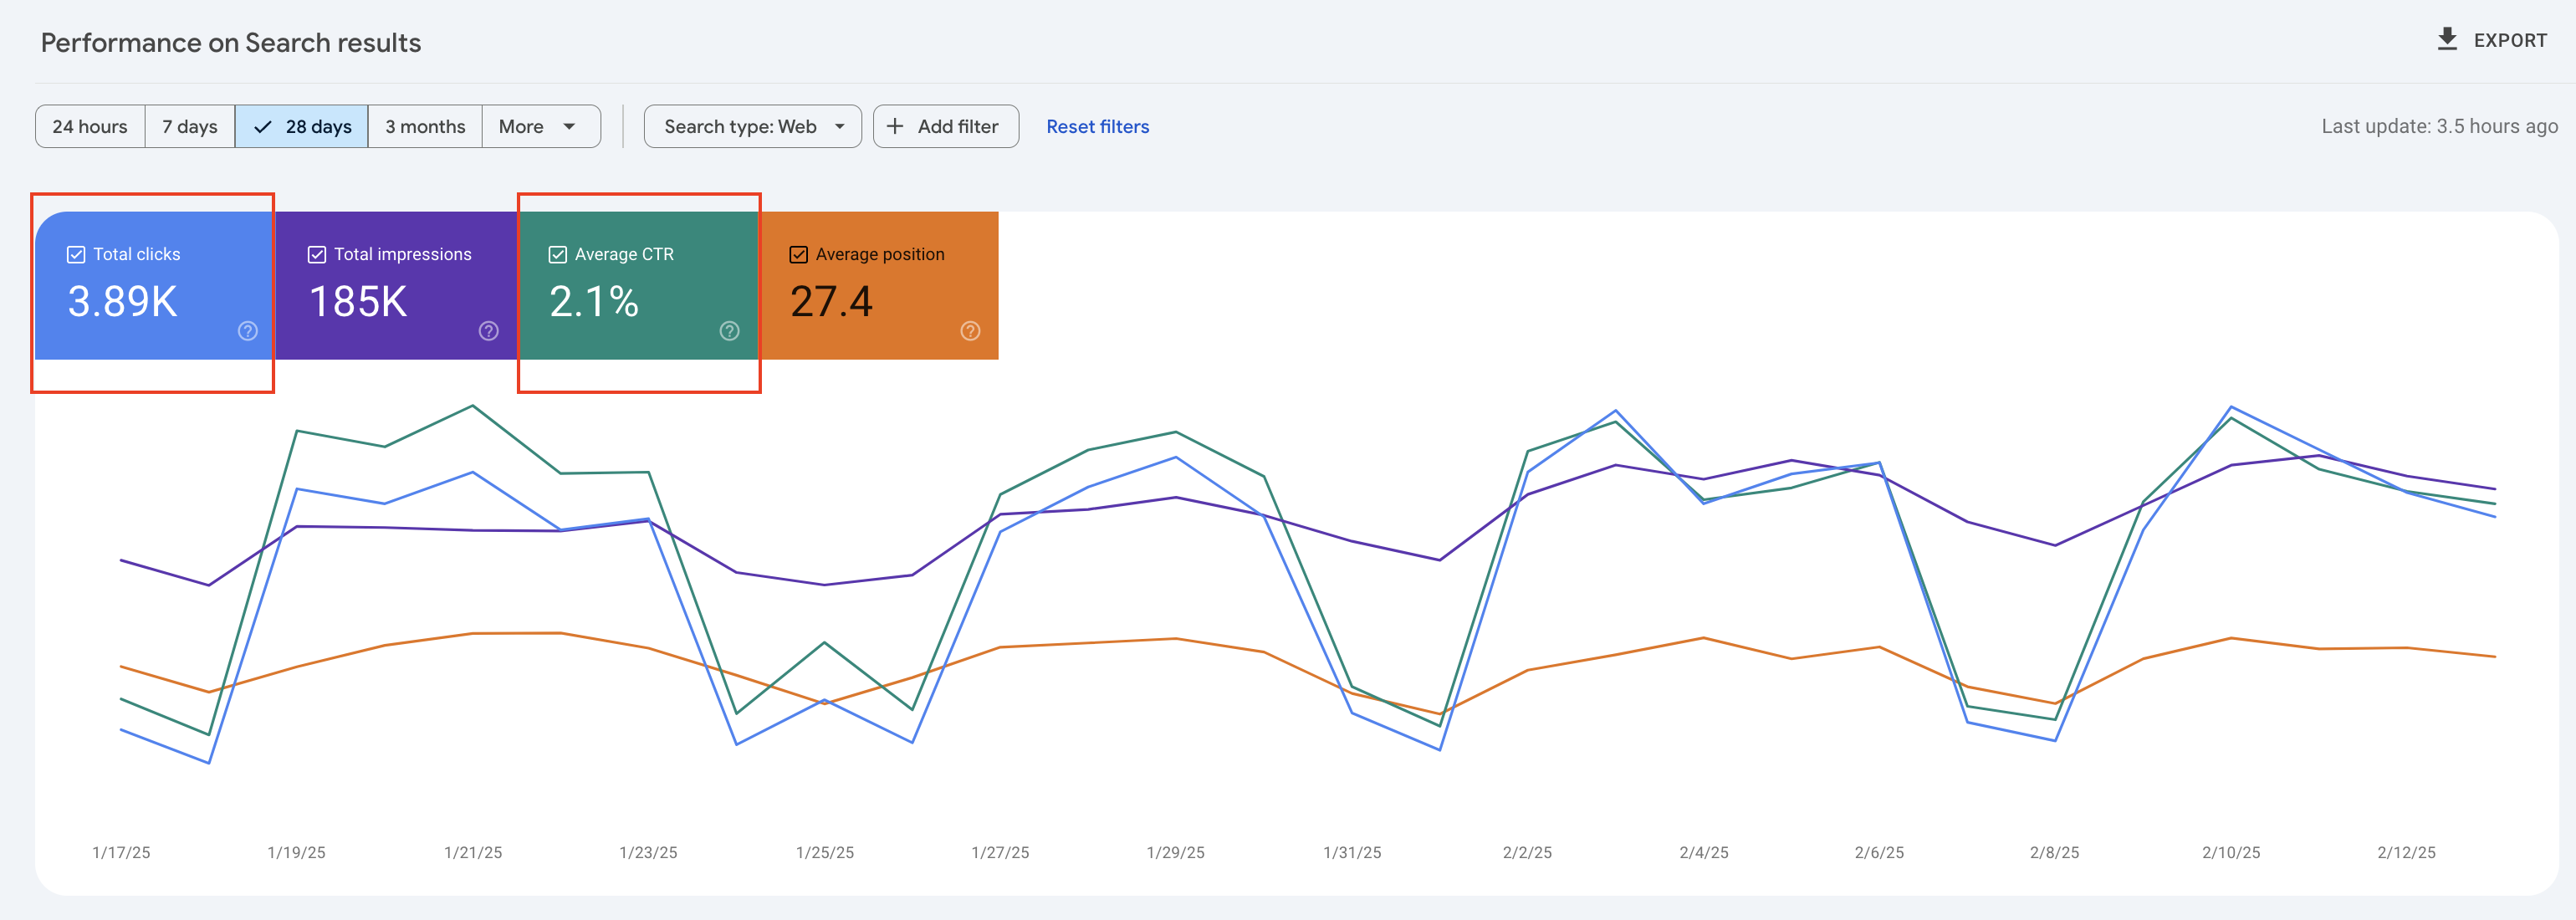 Performance on Search results
EXPORT
24 hours
7 days
28 days
3 months
More
Search type: Web
Add filter
Reset filters
Last update: 3.5 hours ago
Total clicks
3.89K
Total impressions
185K
Average CTR
2.1%
Average position
27.4
1/17/25
1/19/25
1/21/25
1/23/25
1/25/25
1/27/25
1/29/25
1/31/25
2/2/25
2/4/25
2/6/25
2/8/25
2/10/25
2/12/25